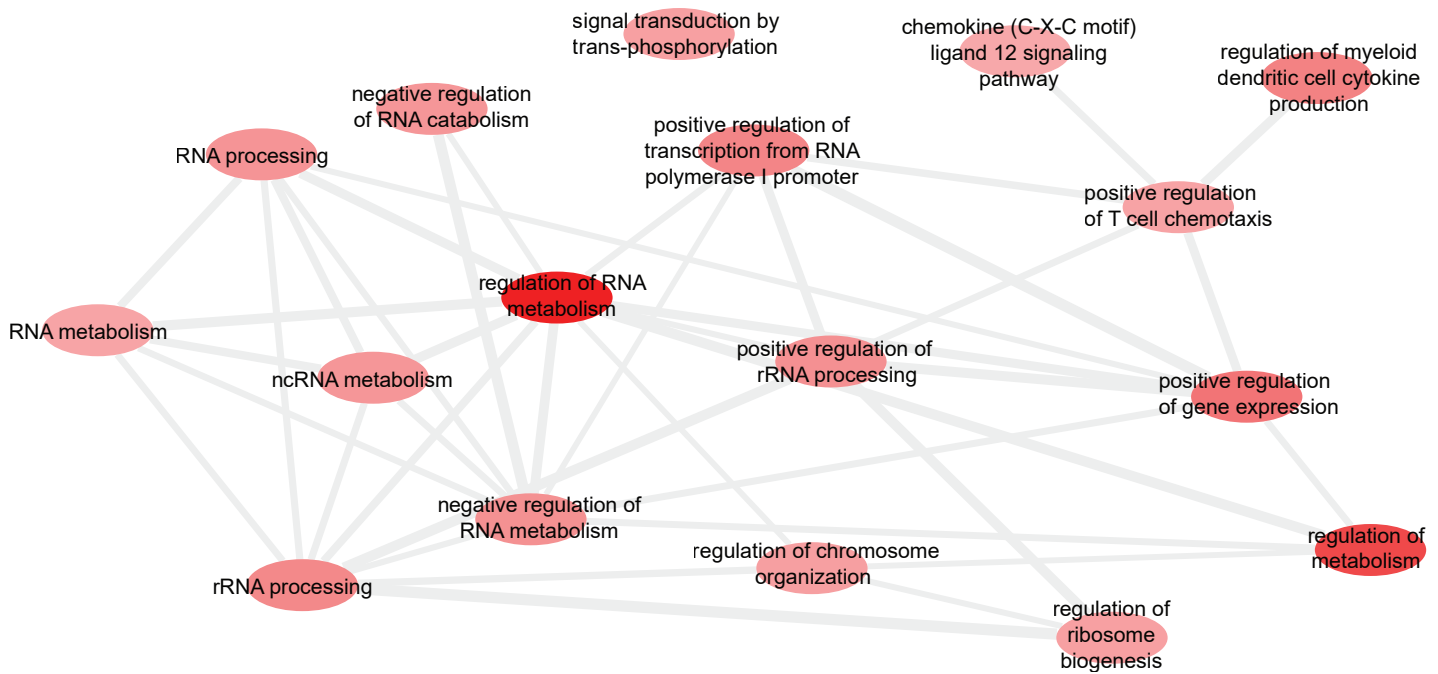 signal transduction by
trans-phosphorylation
chemokine (C-X-C motif)
ligand 12 signaling
pathway
regulation of myeloid
dendritic cell cytokine
production
negative regulation
of RNA catabolism
RNA processing
positive regulation of
transcription from RNA
polymerase I promoter
positive regulation
of T cell chemotaxis
regulation of RNA
metabolism
RNA metabolism
ncRNA metabolism
positive regulation of
rRNA processing
positive regulation
of gene expression
negative regulation of
RNA metabolism
regulation of chromosome
organization
regulation of
metabolism
rRNA processing
regulation of
ribosome
biogenesis